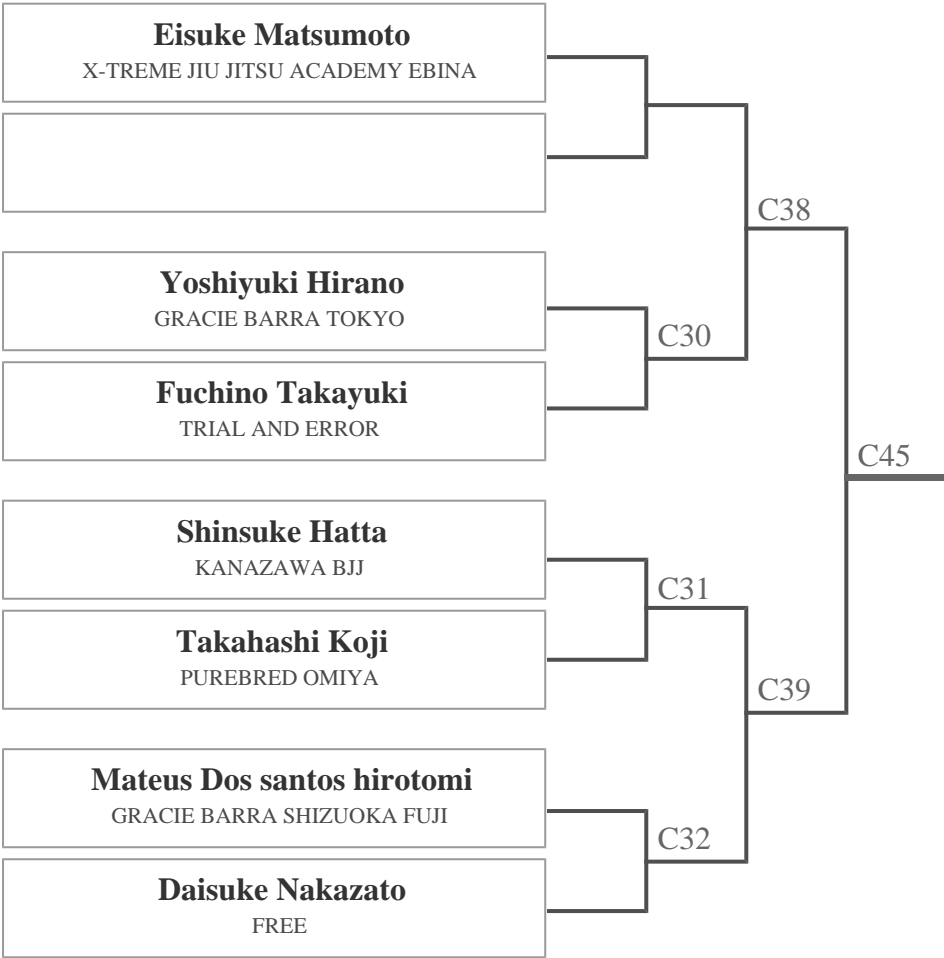 Eisuke Matsumoto
X-TREME JIU JITSU ACADEMY EBINA
C38
Yoshiyuki Hirano
GRACIE BARRA TOKYO
C30
Fuchino Takayuki
TRIAL AND ERROR
C45
Shinsuke Hatta
KANAZAWA BJJ
C31
Takahashi Koji
PUREBRED OMIYA
C39
Mateus Dos santos hirotomi
GRACIE BARRA SHIZUOKA FUJI
C32
Daisuke Nakazato
FREE